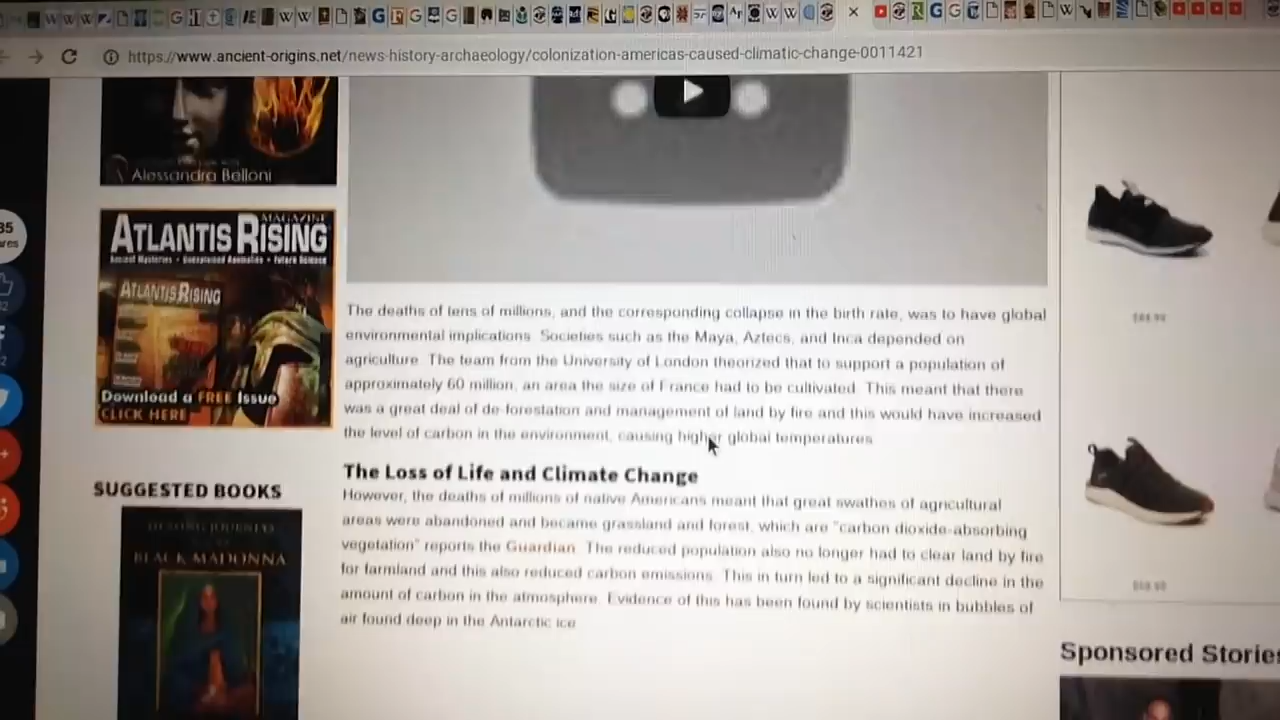 https://www.ancient-origins.net/news-history-archaeology/colonization-americas-caused-climatic-change-0011421
Alessandra Belloni
MAGAZINE
ATLANTIS RISING
Ancient Mysteries • Unexplained Anomalies • Future Science
ATLANTIS RISING
Download a FREE Issue
CLICK HERE
SUGGESTED BOOKS
BLACK MADONNA
The deaths of tens of millions, and the corresponding collapse in the birth rate, was to have global
environmental implications. Societies such as the Maya, Aztecs, and Inca depended on
agriculture. The team from the University of London theorized that to support a population of
approximately 60 million, an area the size of France had to be cultivated. This meant that there
was a great deal of de-forestation and management of land by fire and this would have increased
the level of carbon in the environment, causing higher global temperatures.
The Loss of Life and Climate Change
However, the deaths of millions of native Americans meant that great swathes of agricultural
areas were abandoned and became grassland and forest, which are "carbon dioxide-absorbing
vegetation" reports the Guardian. The reduced population also no longer had to clear land by fire
for farmland and this also reduced carbon emissions. This in turn led to a significant decline in the
amount of carbon in the atmosphere. Evidence of this has been found by scientists in bubbles of
air found deep in the Antarctic ice.
Sponsored Stories